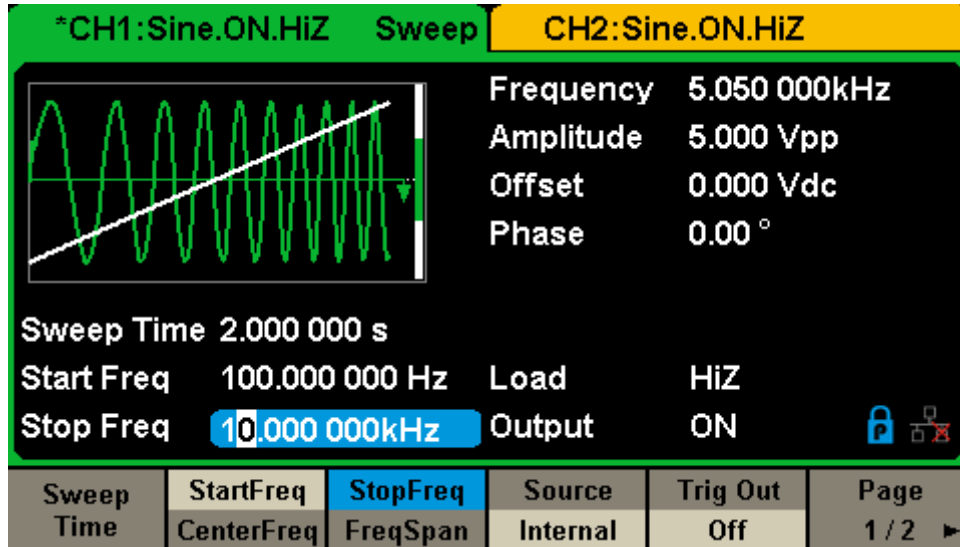 *CH1:Sine.ON.HiZ Sweep CH2:Sine.ON.HiZ
Frequency 5.050 000kHz
Amplitude 5.000 Vpp
Offset 0.000 Vdc
Phase 0.00 °
Sweep Time 2.000 000 s
Start Freq 100.000 000 Hz Load HiZ
Stop Freq 10.000 000kHz Output ON P
Sweep Time StartFreq StopFreq Source Trig Out Page
CenterFreq FreqSpan Internal Off 1/2 ►